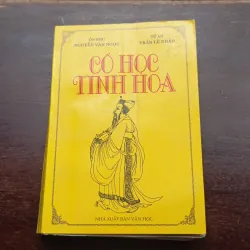 ÔN NHƯ
NGUYỄN VĂN NGỌC
TỬ AN
TRẦN LÊ NHÂN
CỔ HỌC
TINH HOA
NHÀ XUẤT BẢN VĂN HỌC